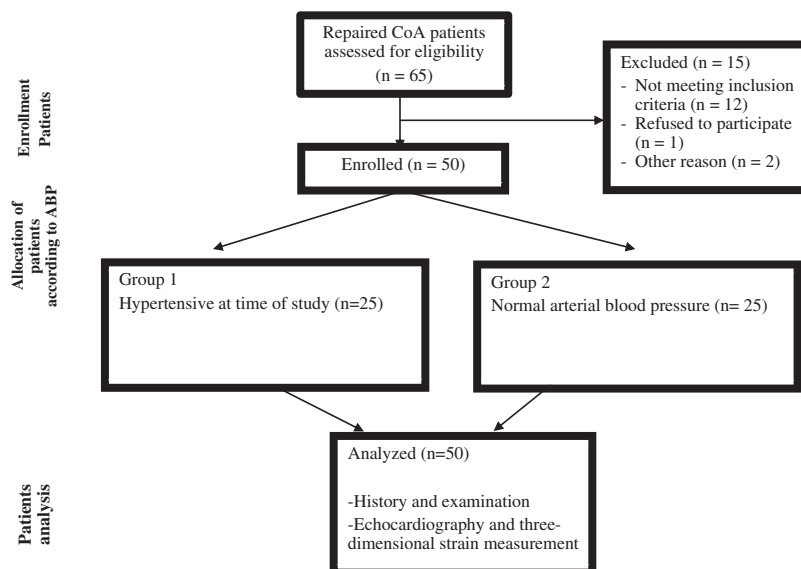 Repaired CoA patients
assessed for eligibility
(n = 65)
Excluded (n = 15)
- Not meeting inclusion
criteria (n = 12)
- Refused to participate
(n = 1)
- Other reason (n = 2)
Enrollment
Patients
Enrolled (n = 50)
Allocation of
patients
according to ABP
Group 1
Hypertensive at time of study (n=25)
Group 2
Normal arterial blood pressure (n= 25)
Patients
analysis
Analyzed (n=50)
-History and examination
-Echocardiography and three-
dimensional strain measurement